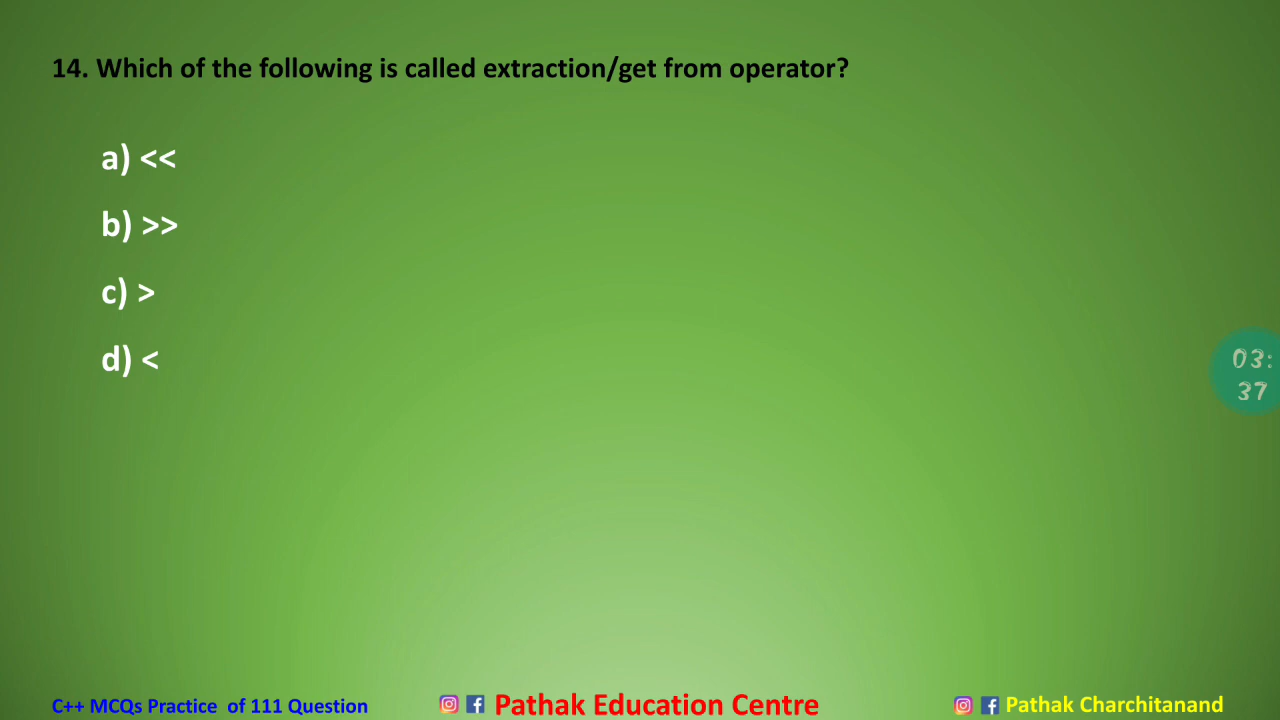 14. Which of the following is called extraction/get from operator?
a) <<
b) >>
c) >
d) <
03:
37
C++ MCQs Practice of 111 Question
Pathak Education Centre
Pathak Charchitanand